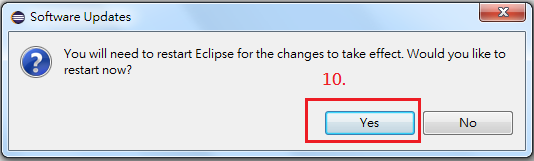 Software Updates
You will need to restart Eclipse for the changes to take effect. Would you like to
restart now?
10.
Yes
No